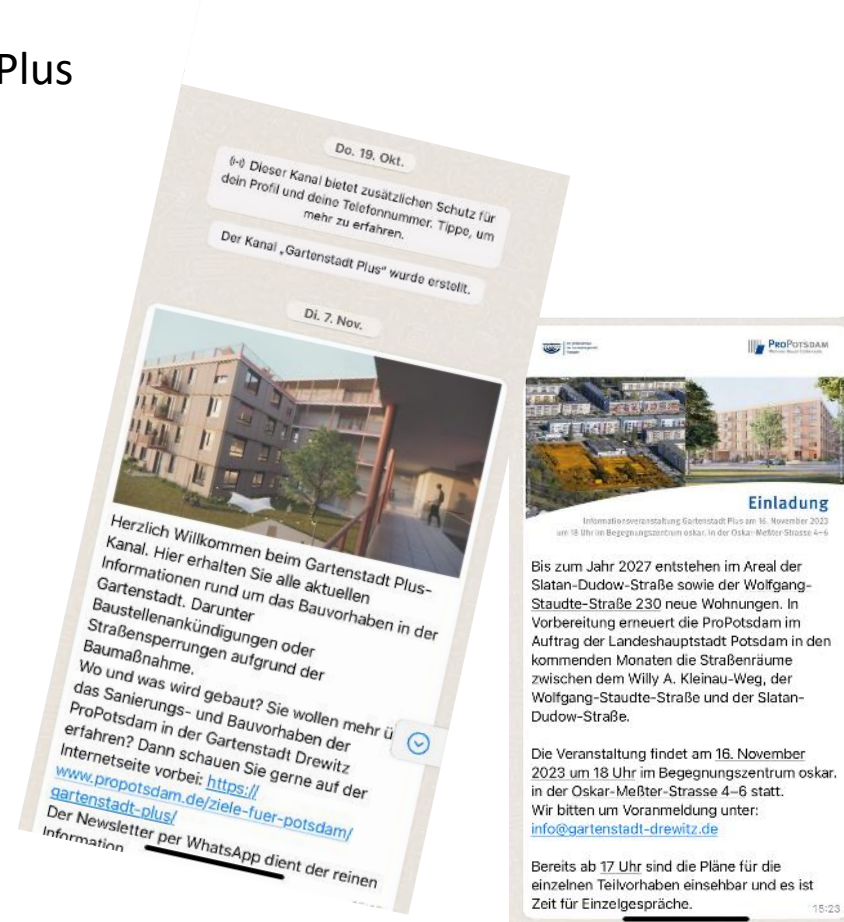 Plus
Do. 19. Okt.
Dieser Kanal bietet zusätzlichen Schutz für
dein Profil und deine Telefonnummer. Tippe, um
mehr zu erfahren.
Der Kanal „Gartenstadt Plus“ wurde erstellt.
Di. 7. Nov.
Herzlich Willkommen beim Gartenstadt Plus-
Kanal. Hier erhalten Sie alle aktuellen
Informationen rund um das Bauvorhaben in der
Gartenstadt. Darunter
Baustellenankündigungen oder
Straßensperrungen aufgrund der
Baumaßnahme.
Wo und was wird gebaut? Sie wollen mehr ü
das Sanierungs- und Bauvorhaben der
ProPotsdam in der Gartenstadt Drewitz
erfahren? Dann schauen Sie gerne auf der
Internetseite vorbei: https://
www.propotsdam.de/ziele-fuer-potsdam/
gartenstadt-plus/
Der Newsletter per WhatsApp dient der reinen
Information
PROPOTSDAM
Einladung
Informationsveranstaltung Gartenstadt Plus am 16. November 2023
um 18 Uhr im Begegnungszentrum oskar. in der Oskar-Meßter-Strasse 4–6
Bis zum Jahr 2027 entstehen im Areal der
Slatan-Dudow-Straße sowie der Wolfgang-
Staudte-Straße 230 neue Wohnungen. In
Vorbereitung erneuert die ProPotsdam im
Auftrag der Landeshauptstadt Potsdam in den
kommenden Monaten die Straßenräume
zwischen dem Willy A. Kleinau-Weg, der
Wolfgang-Staudte-Straße und der Slatan-
Dudow-Straße.
Die Veranstaltung findet am 16. November
2023 um 18 Uhr im Begegnungszentrum oskar.
in der Oskar-Meßter-Strasse 4–6 statt.
Wir bitten um Voranmeldung unter:
info@gartenstadt-drewitz.de
Bereits ab 17 Uhr sind die Pläne für die
einzelnen Teilvorhaben einsehbar und es ist
Zeit für Einzelgespräche.
15:23